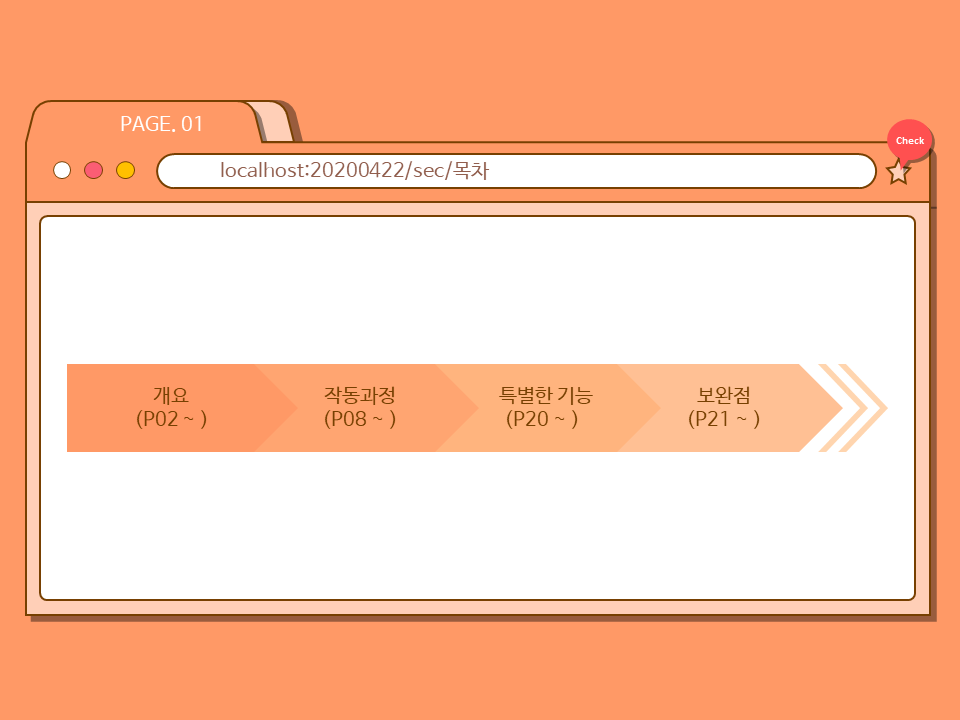 PAGE. 01
Check
localhost:20200422/sec/목차
개요
(P02 ~ )
작동과정
(P08 ~ )
특별한 기능
(P20 ~ )
보완점
(P21 ~ )